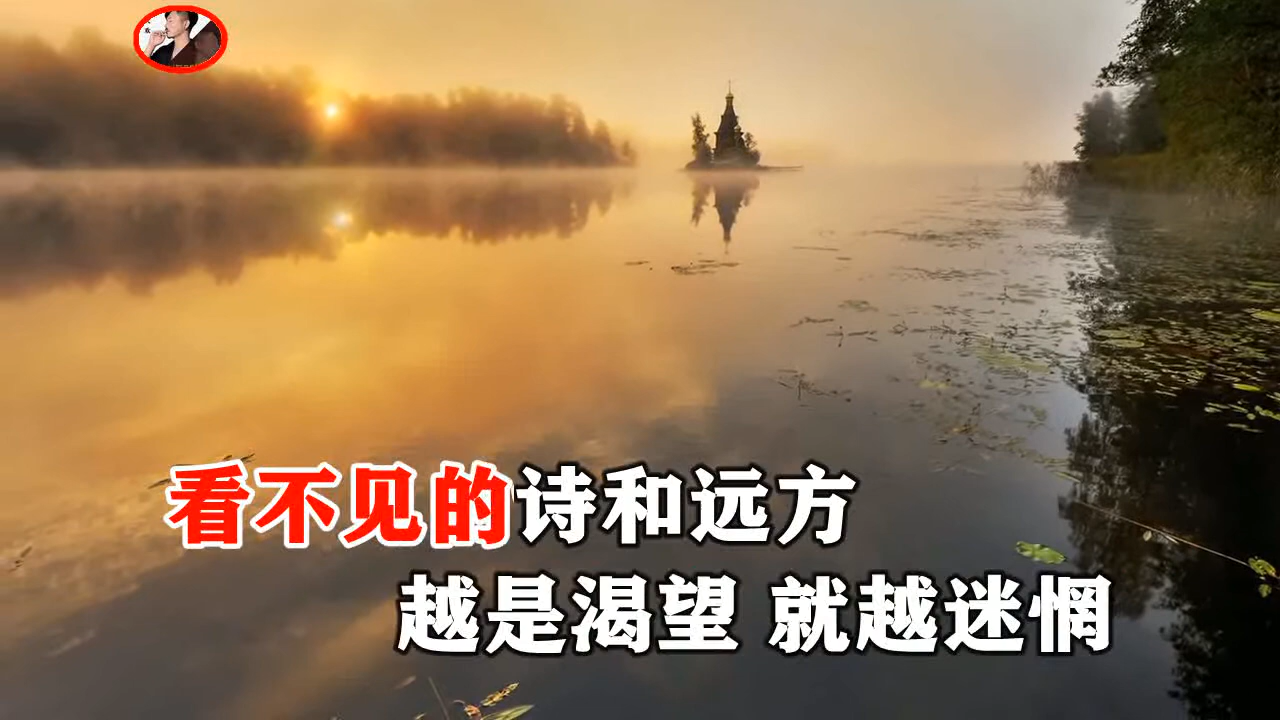 看不见的诗和远方
越是渴望 就越迷惘